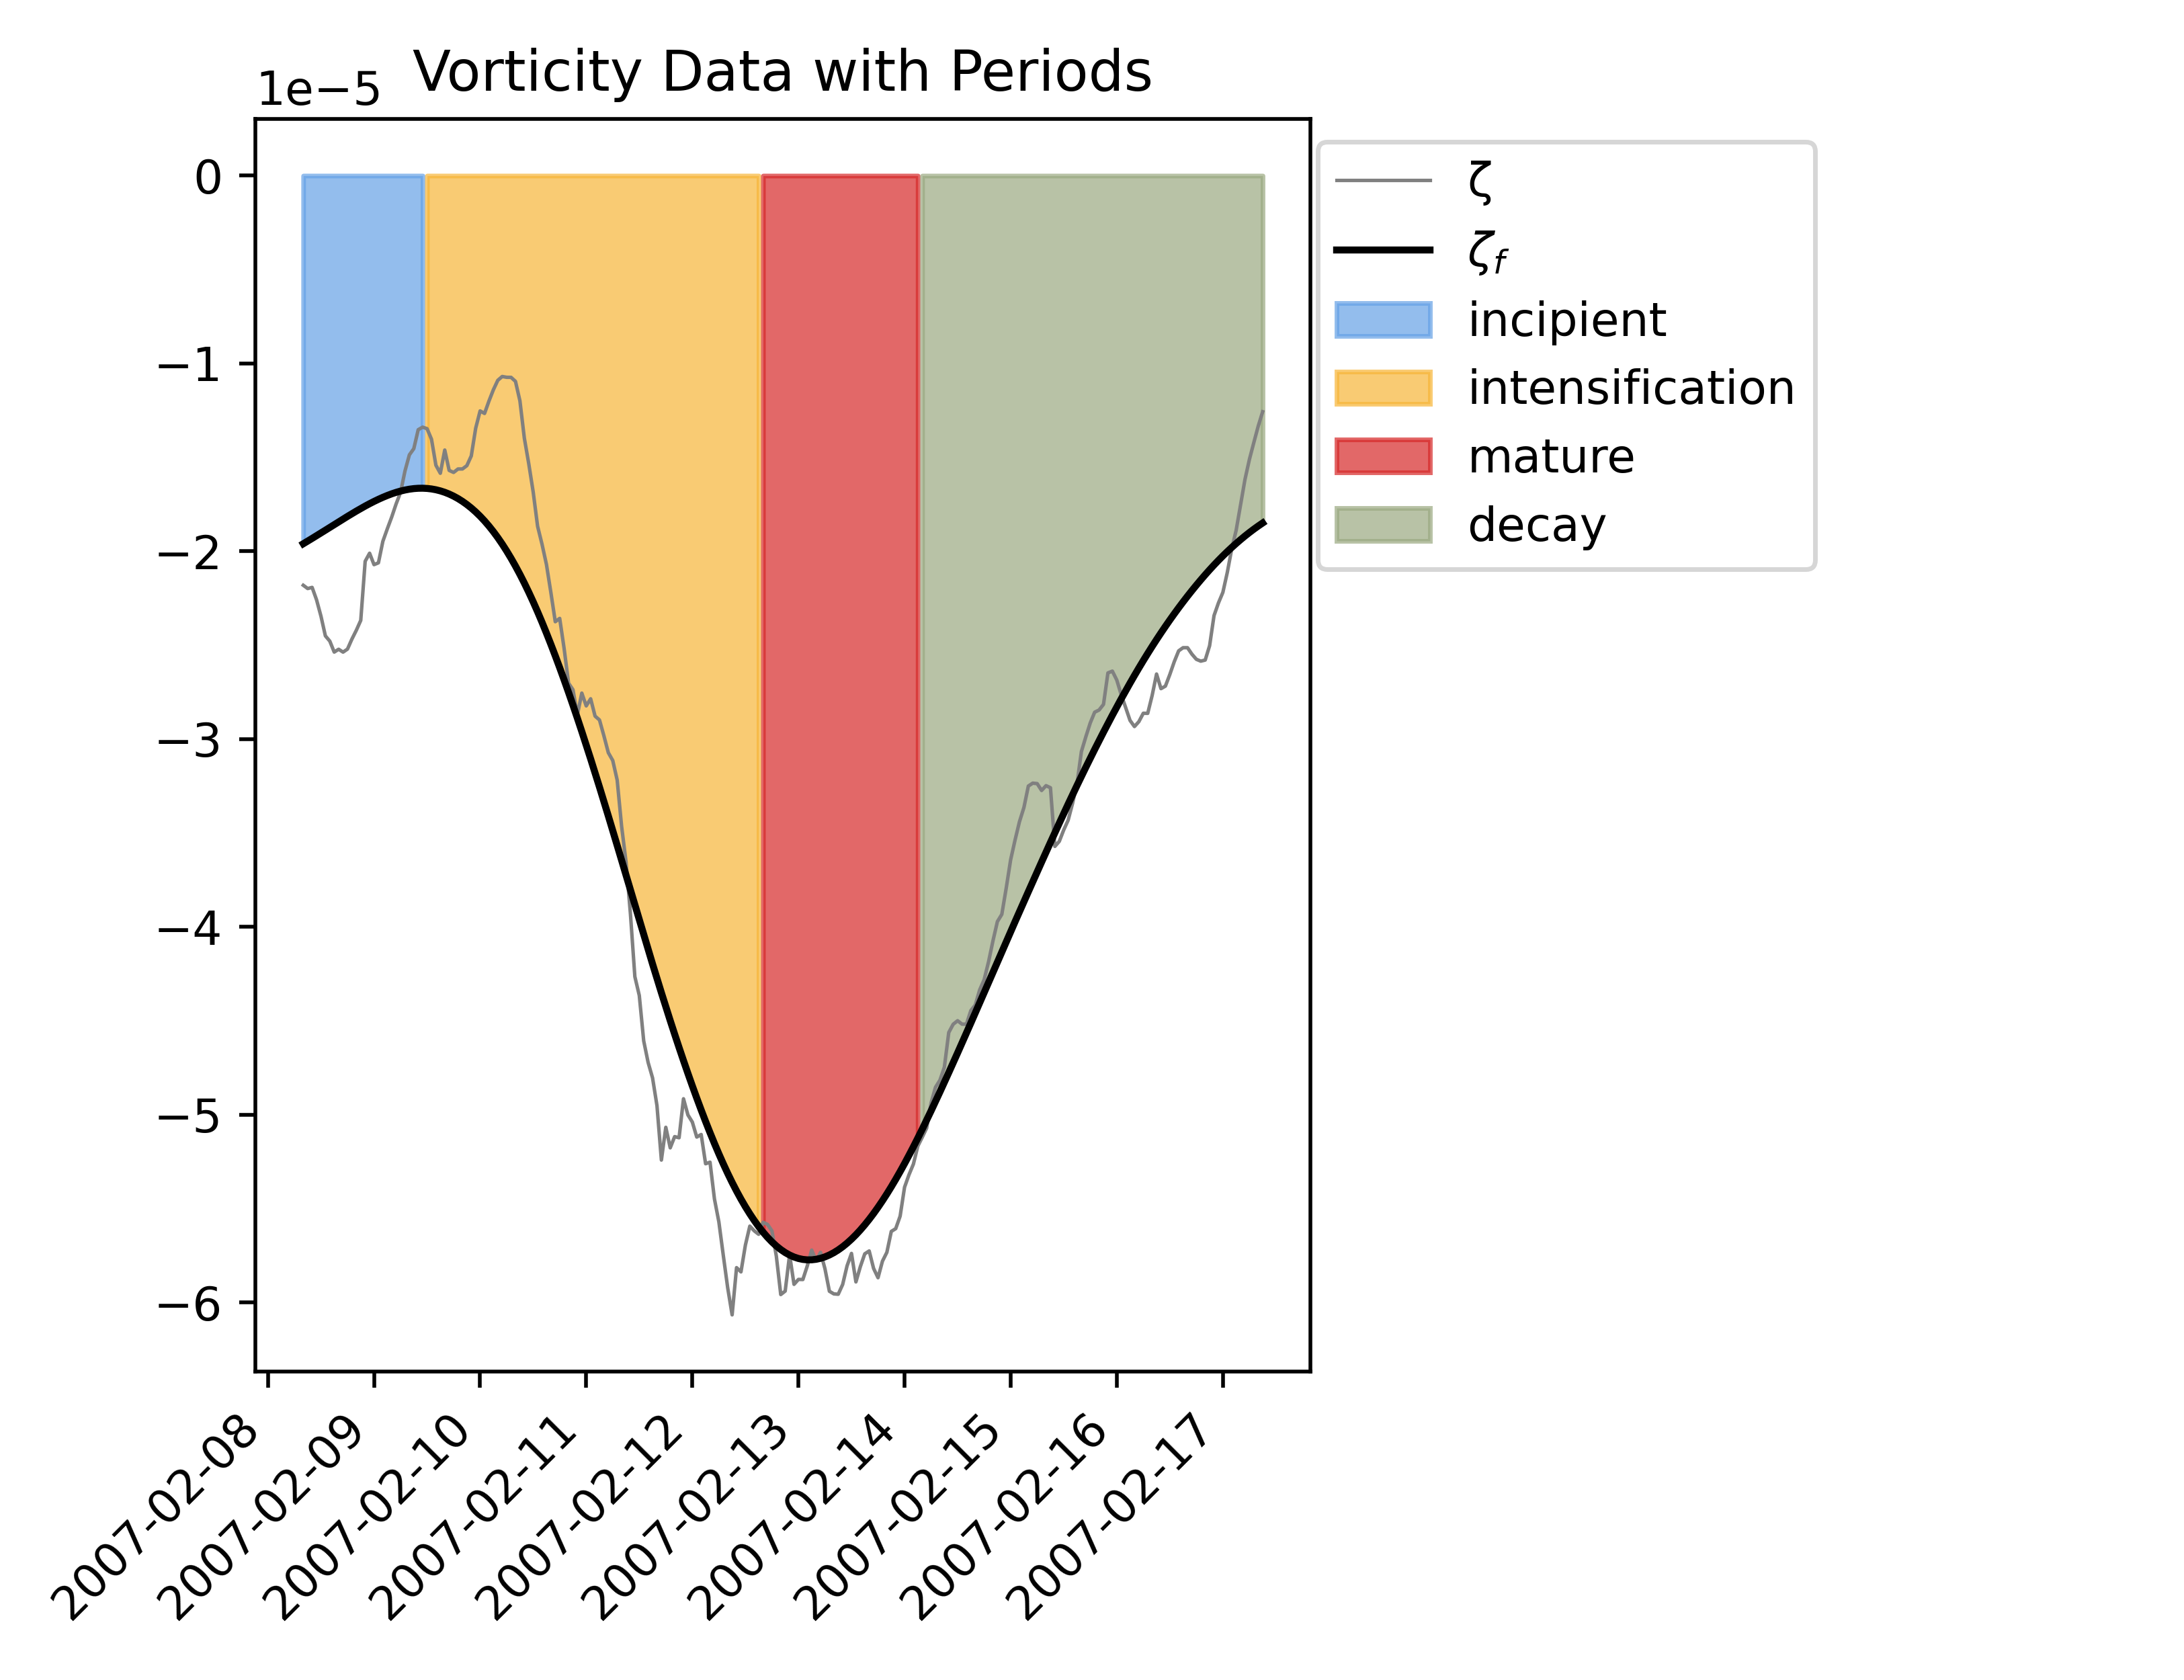 Vorticity Data with Periods
1e−5
0
−1
−2
−3
−4
−5
−6
2007-02-08
2007-02-09
2007-02-10
2007-02-11
2007-02-12
2007-02-13
2007-02-14
2007-02-15
2007-02-16
2007-02-17
ζ
ζf
incipient
intensification
mature
decay